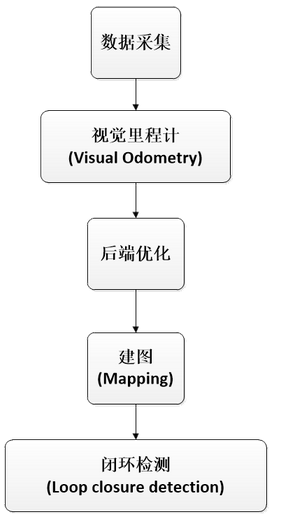 数据采集
视觉里程计
(Visual Odometry)
后端优化
建图
(Mapping)
闭环检测
(Loop closure detection)